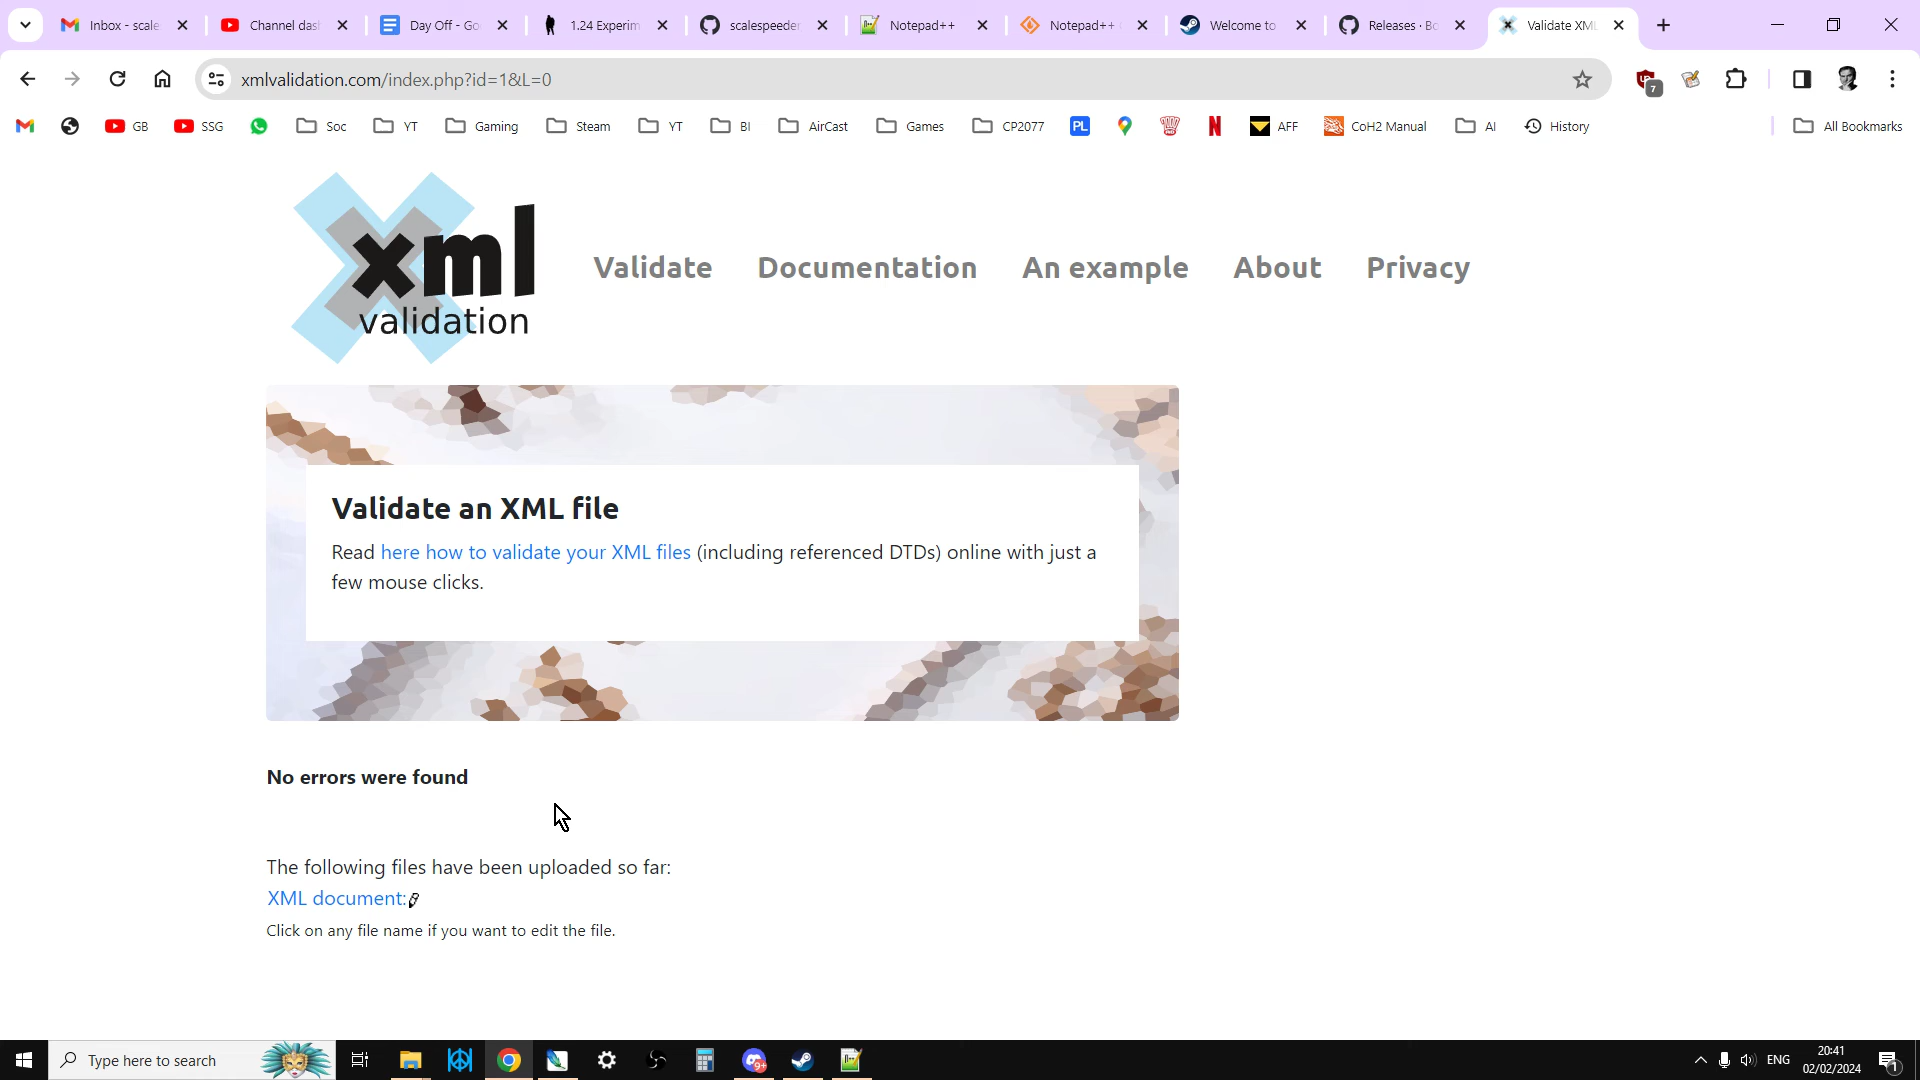 Inbox - scale
Channel das
Day Off - Go
1.24 Experim
scalespeeder
Notepad++
Notepad++
Welcome to
Releases · Bo
Validate XML
xmlvalidation.com/index.php?id=1&L=0
7
GB
SSG
Soc
YT
Gaming
Steam
YT
BI
AirCast
Games
CP2077
PL
AFF
CoH2 Manual
AI
History
All Bookmarks
xml
validation
Validate
Documentation
An example
About
Privacy
Validate an XML file
Read here how to validate your XML files (including referenced DTDs) online with just a
few mouse clicks.
No errors were found
The following files have been uploaded so far:
XML document:
Click on any file name if you want to edit the file.
Type here to search
9+
ENG
20:41
02/02/2024
1